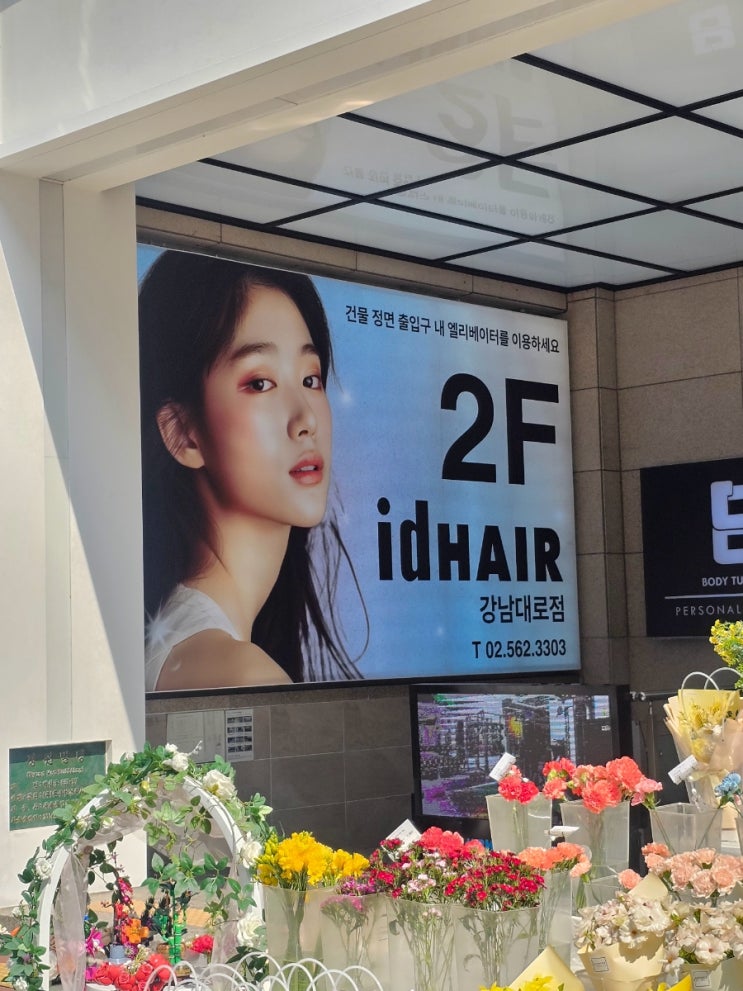 건물 정면 출입구 내 엘리베이터를 이용하세요
2F
idHAIR
강남대로점
T 02.562.3303
BODY TU
PERSONAL